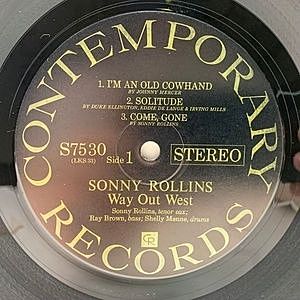 CONTEMPORARY
1. I'M AN OLD COWHAND
BY JOHNNY MERCER
2. SOLITUDE
BY DUKE ELLINGTON, EDDIE DE LANGE & IRVING MILLS
3. COME, GONE
BY SONNY ROLLINS
S7530
(LKS 31)
Side 1
STEREO
SONNY ROLLINS
Way Out West
Sonny Rollins, tenor sax;
Ray Brown, bass; Shelly Manne, drums
RECORDS